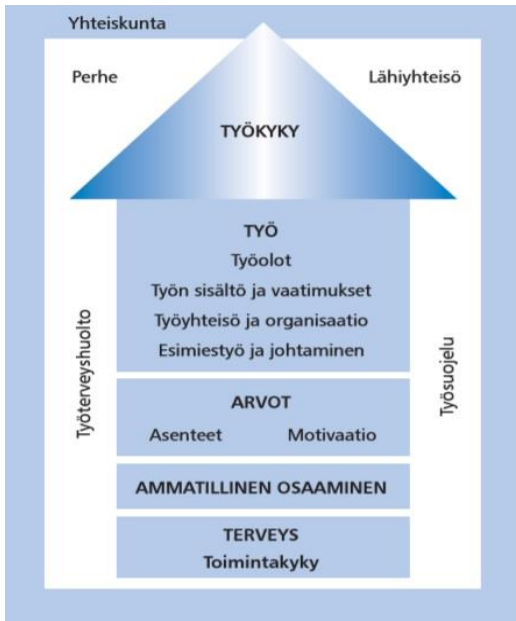 Yhteiskunta
Perhe
Lähiyhteisö
TYÖKYKY
TYÖ
Työolot
Työn sisältö ja vaatimukset
Työyhteisö ja organisaatio
Esimiestyö ja johtaminen
Työterveyshuolto
Työsuojelu
ARVOT
Asenteet Motivaatio
AMMATILLINEN OSAAMINEN
TERVEYS
Toimintakyky